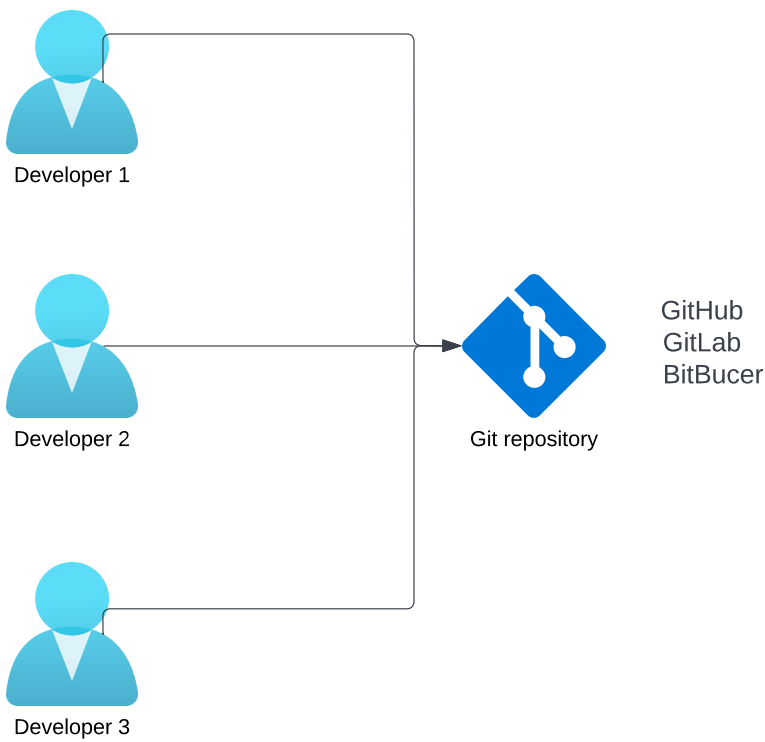 Developer 1
GitHub
GitLab
BitBucer
Developer 2
Git repository
Developer 3